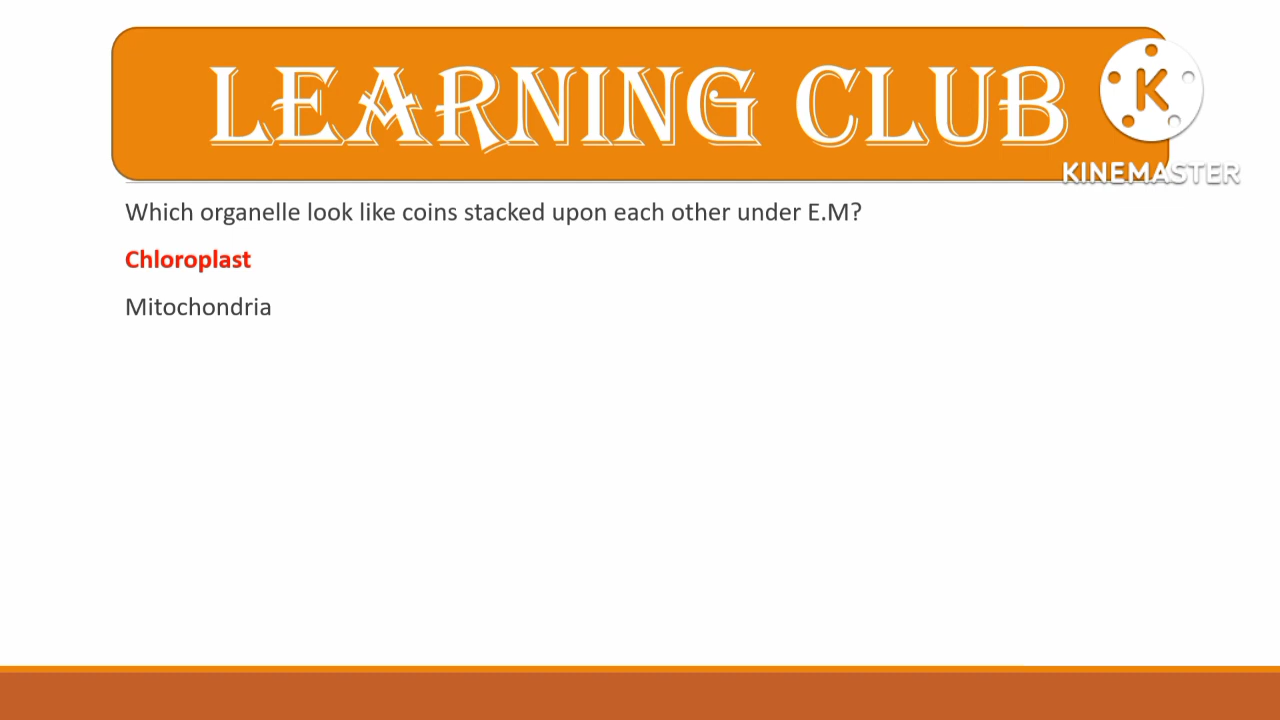 LEARNING CLUB
K
KINEMASTER
Which organelle look like coins stacked upon each other under E.M?
Chloroplast
Mitochondria